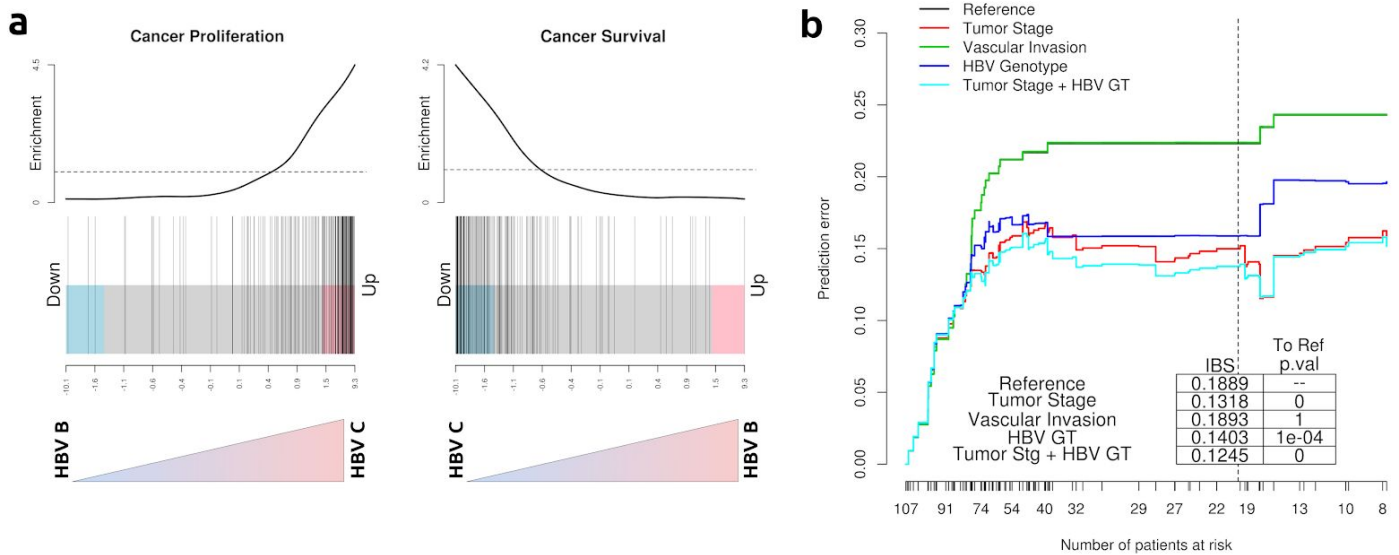 a
Cancer Proliferation
4.5
Enrichment
0
Down
Up
-10.1 -1.6 -1.1 -0.6 -0.4 -0.1 0.1 0.4 0.9 1.5 9.3
HBV B
HBV C
Cancer Survival
4.2
Enrichment
0
Down
Up
-10.1 -1.6 -1.1 -0.6 -0.4 -0.1 0.1 0.4 0.9 1.5 9.3
HBV C
HBV B
b
Reference
Tumor Stage
Vascular Invasion
HBV Genotype
Tumor Stage + HBV GT
0.30
0.25
0.20
0.15
0.10
0.05
0.00
Prediction error
To Ref
IBS p.val
Reference 0.1889 --
Tumor Stage 0.1318 0
Vascular Invasion 0.1893 1
HBV GT 0.1403 1e-04
Tumor Stg + HBV GT 0.1245 0
107 91 74 54 40 32 29 27 22 19 13 10 8
Number of patients at risk